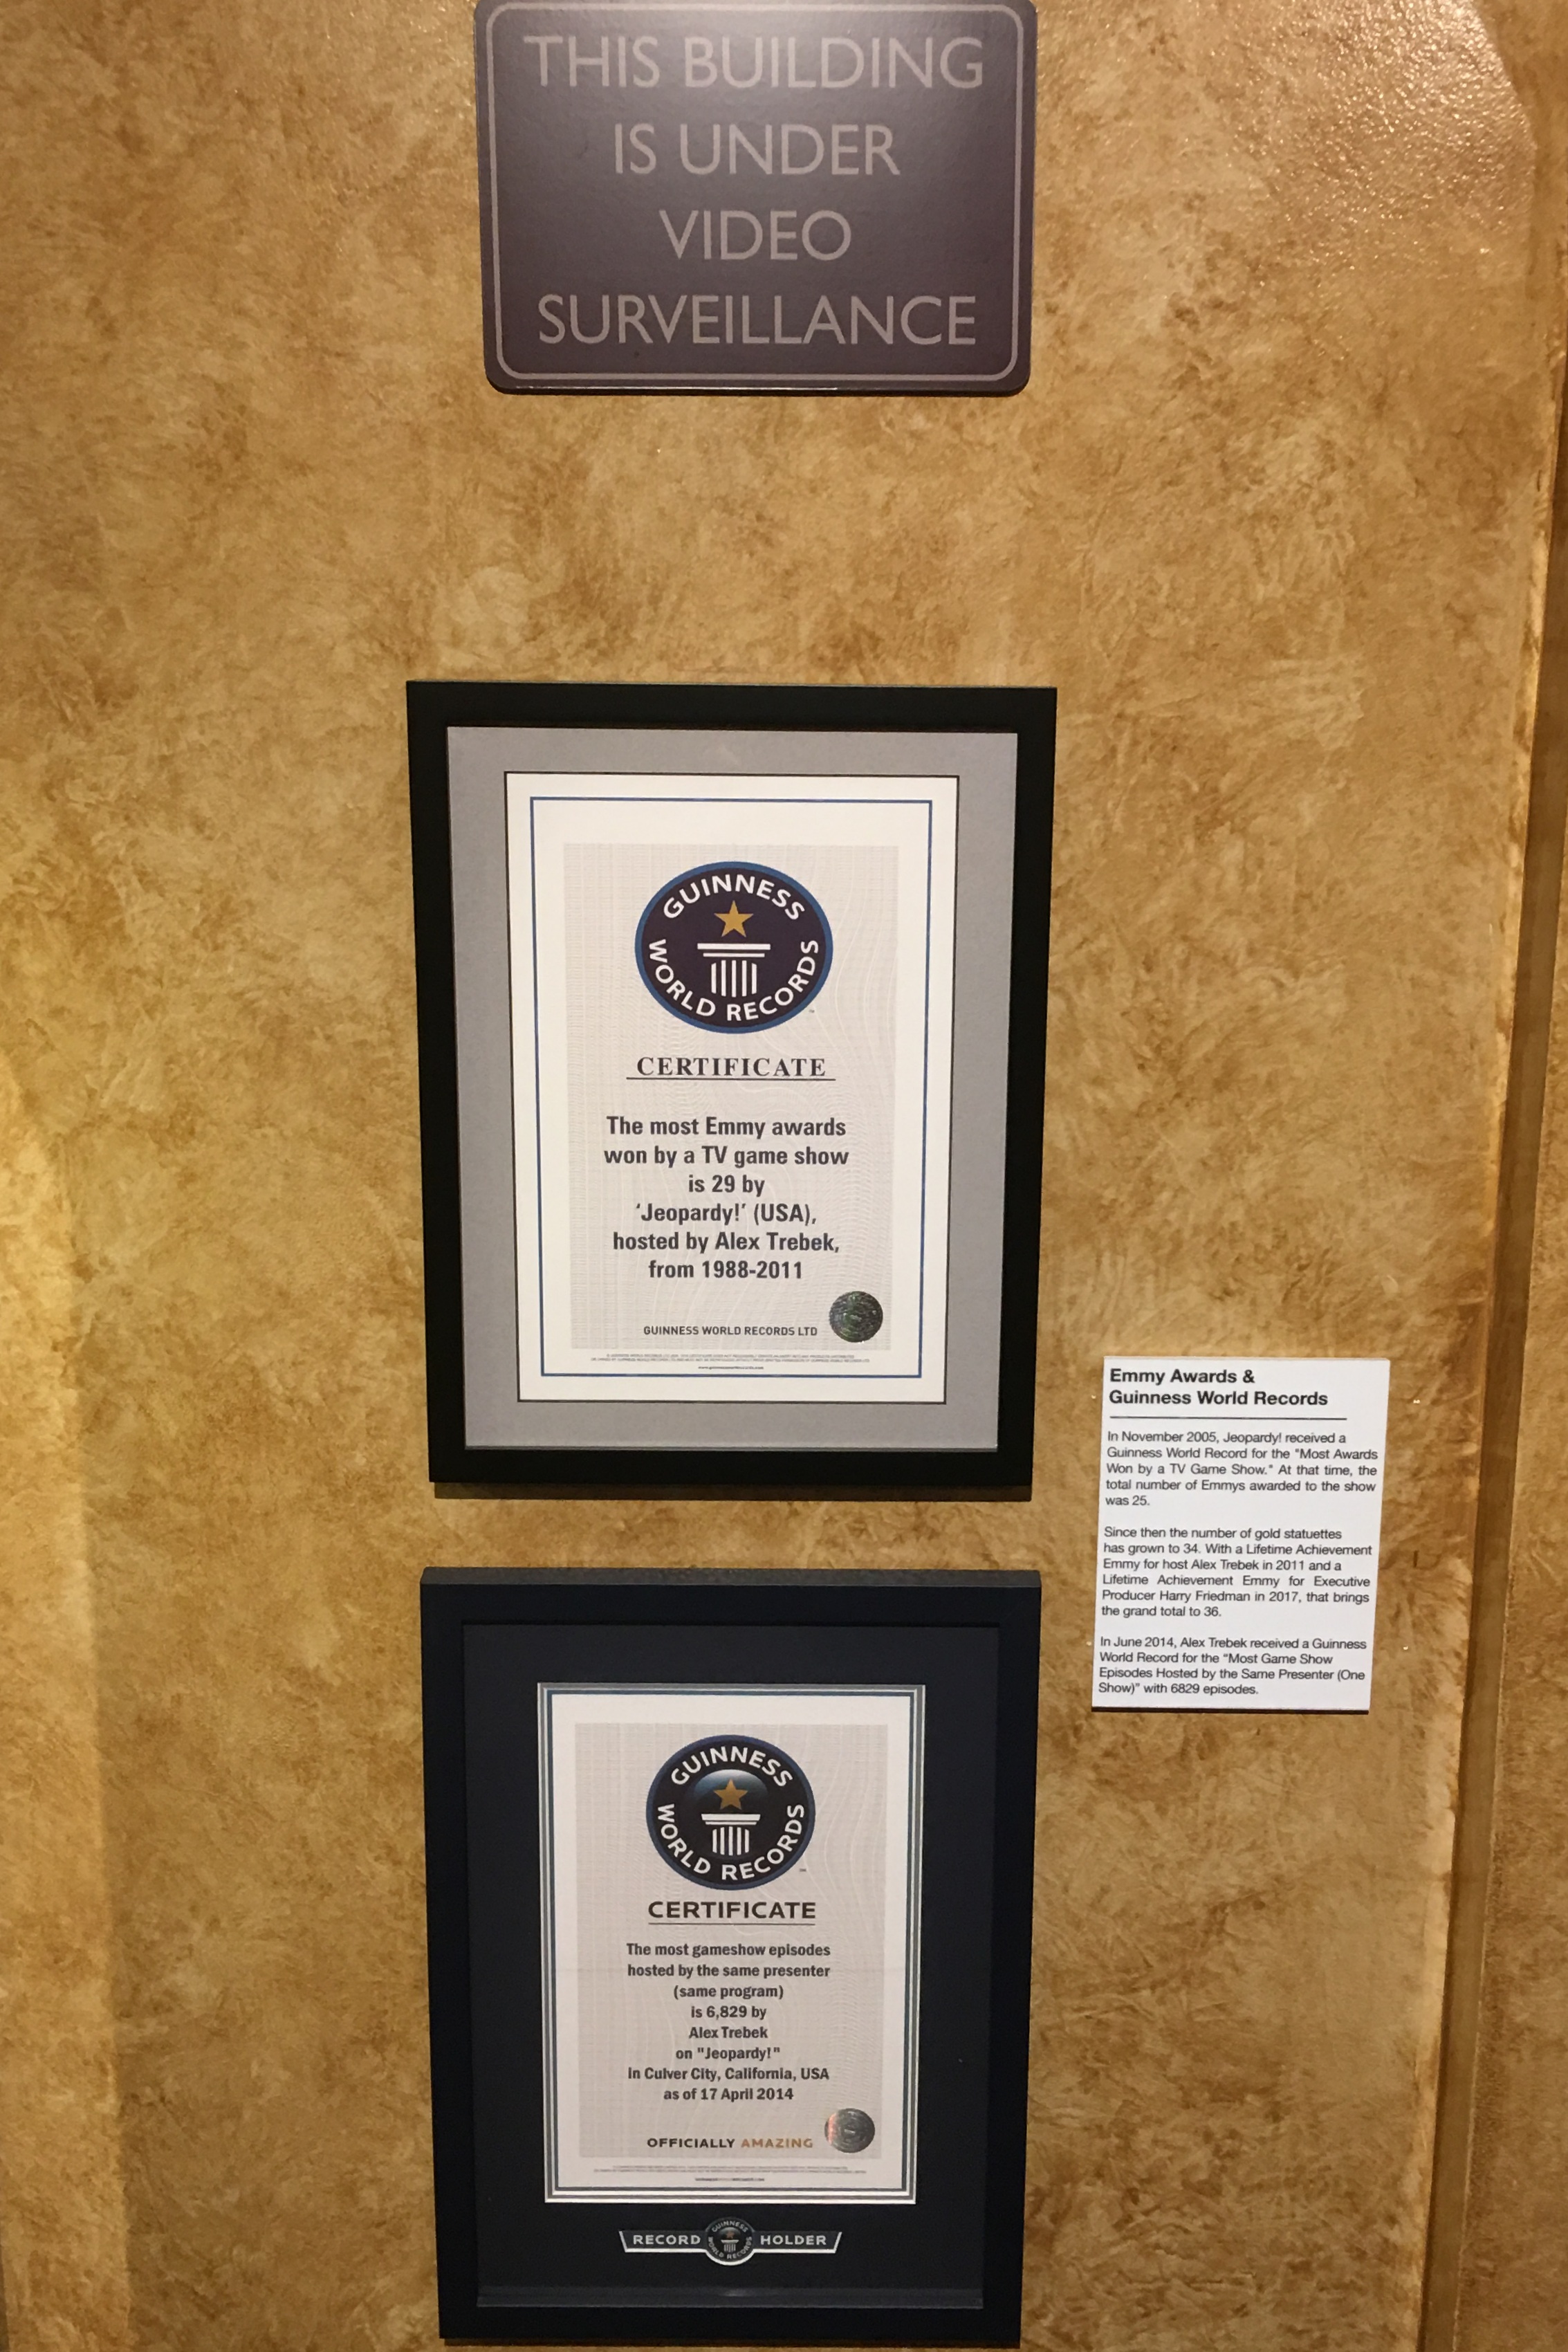 THIS BUILDING
IS UNDER
VIDEO
SURVEILLANCE
GUINNESS
WORLD RECORDS
CERTIFICATE
The most Emmy awards
won by a TV game show
is 29 by
‘Jeopardy!’ (USA),
hosted by Alex Trebek,
from 1988-2011
GUINNESS WORLD RECORDS LTD
Emmy Awards &
Guinness World Records
In November 2005, Jeopardy! received a
Guinness World Record for the "Most Awards
Won by a TV Game Show." At that time, the
total number of Emmys awarded to the show
was 25.
Since then the number of gold statuettes
has grown to 34. With a Lifetime Achievement
Emmy for host Alex Trebek in 2011 and a
Lifetime Achievement Emmy for Executive
Producer Harry Friedman in 2017, that brings
the grand total to 36.
In June 2014, Alex Trebek received a Guinness
World Record for the “Most Game Show
Episodes Hosted by the Same Presenter (One
Show)” with 6829 episodes.
GUINNESS
WORLD RECORDS
CERTIFICATE
The most gameshow episodes
hosted by the same presenter
(same program)
is 6,829 by
Alex Trebek
on "Jeopardy!"
in Culver City, California, USA
as of 17 April 2014
OFFICIALLY AMAZING
RECORD HOLDER
GUINNESS
WORLD RECORDS